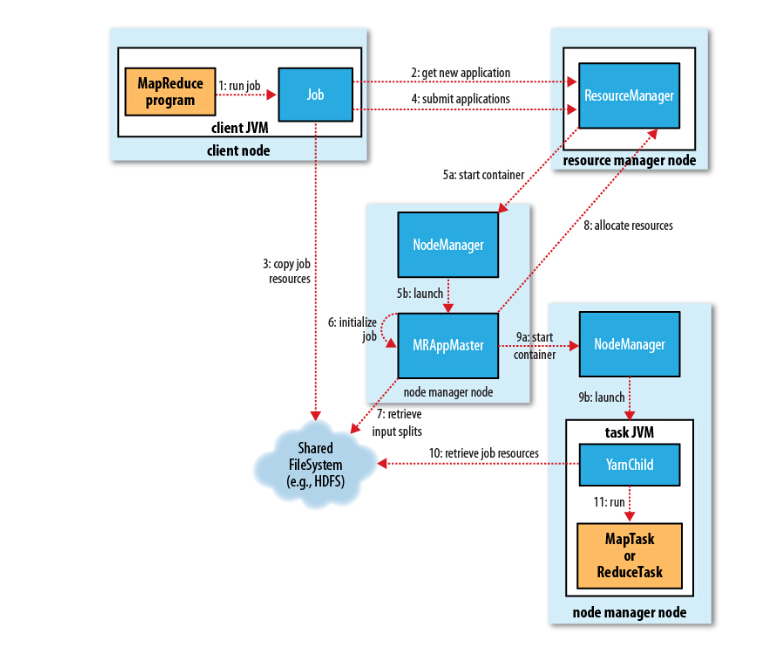 MapReduce
program
1: run job
Job
client JVM
client node
2: get new application
4: submit applications
ResourceManager
resource manager node
5a: start container
8: allocate resources
3: copy job
resources
NodeManager
5b: launch
6: initialize
job
MRAppMaster
node manager node
9a: start
container
NodeManager
9b: launch
7: retrieve
input splits
task JVM
Shared
FileSystem
(e.g., HDFS)
10: retrieve job resources
YarnChild
11: run
MapTask
or
ReduceTask
node manager node